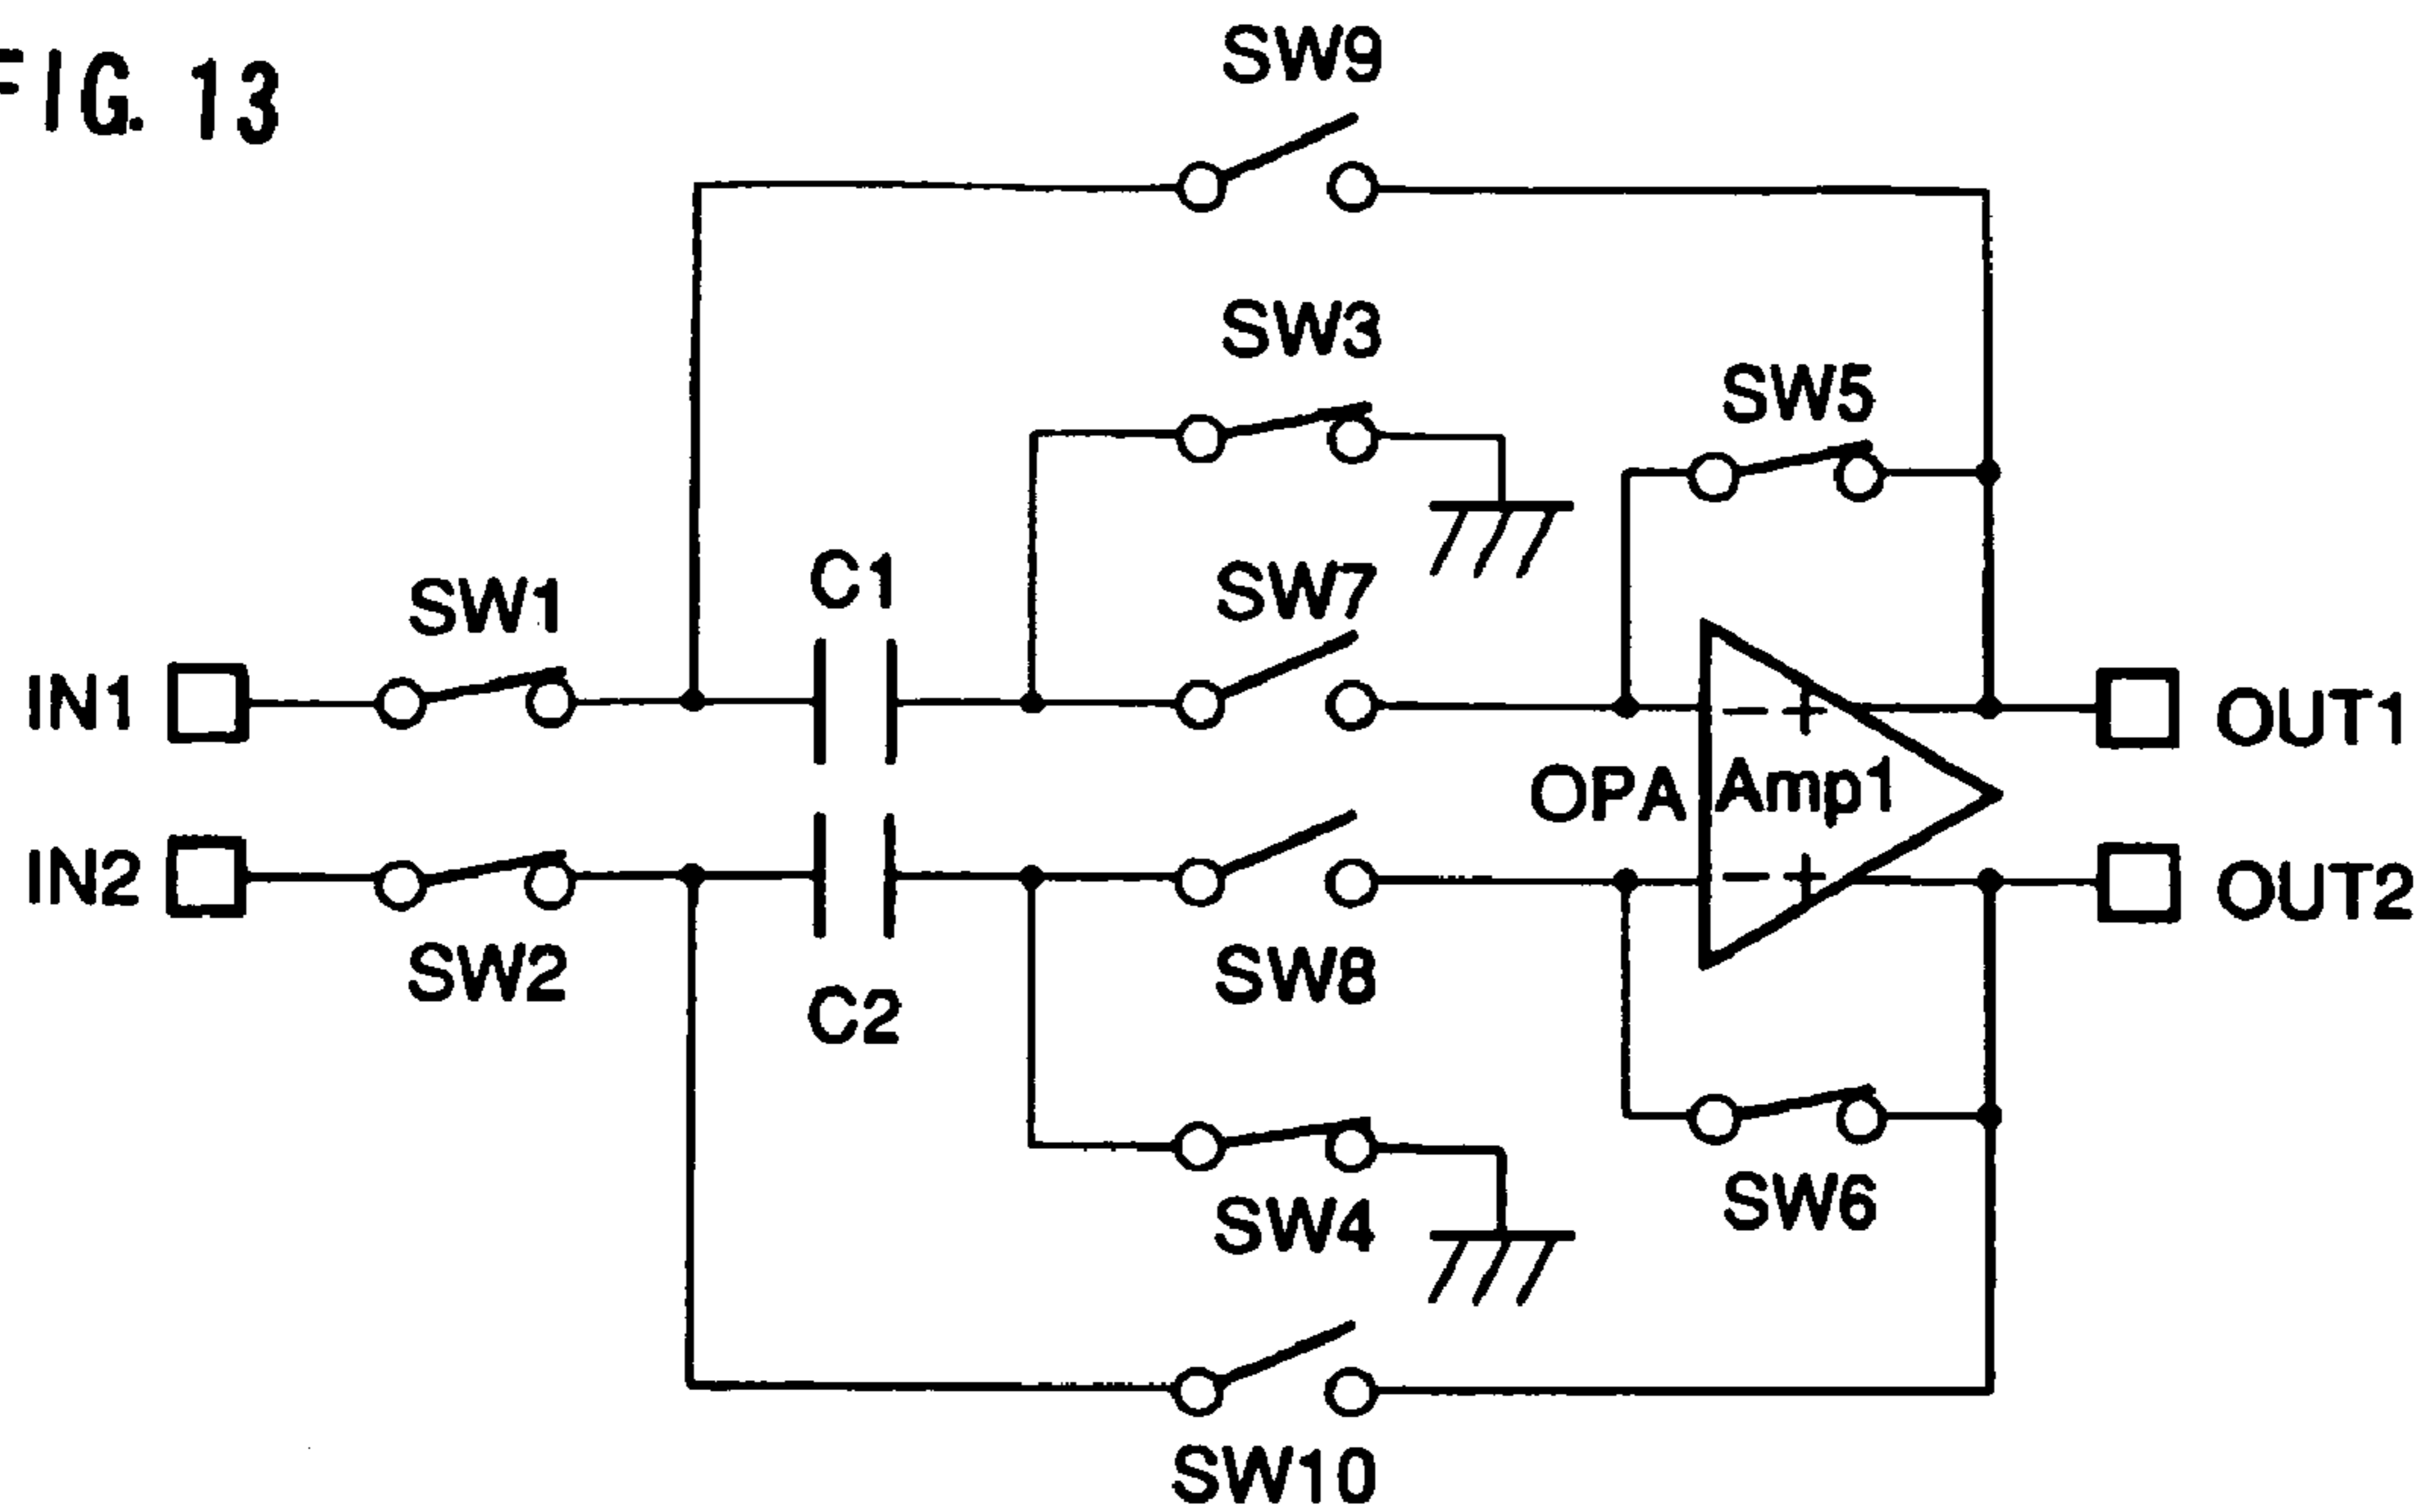 FIG. 13
SW9
SW3
SW5
C1
SW7
SW1
IN1
- +
OUT1
OPA
Amp1
IN2
- +
OUT2
SW2
SW8
C2
SW4
SW6
SW10